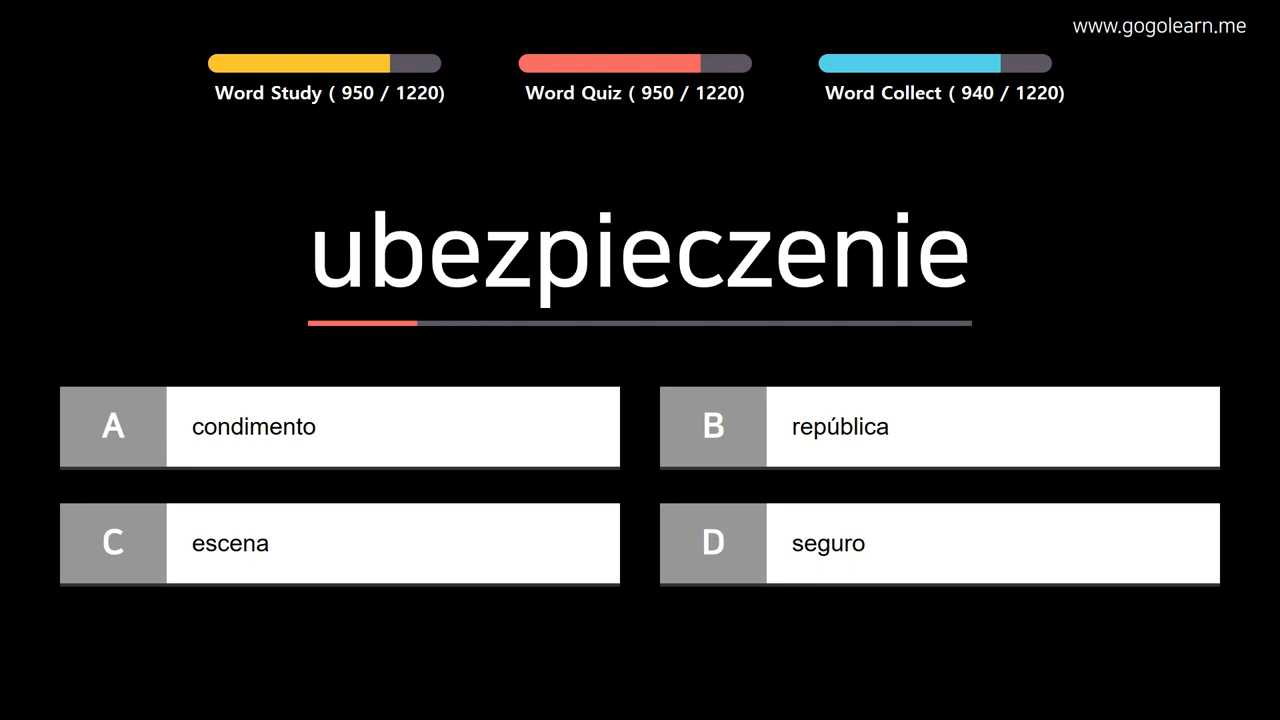 www.gogolearn.me
Word Study ( 950 / 1220)
Word Quiz ( 950 / 1220)
Word Collect ( 940 / 1220)
ubezpieczenie
A condimento
B república
C escena
D seguro